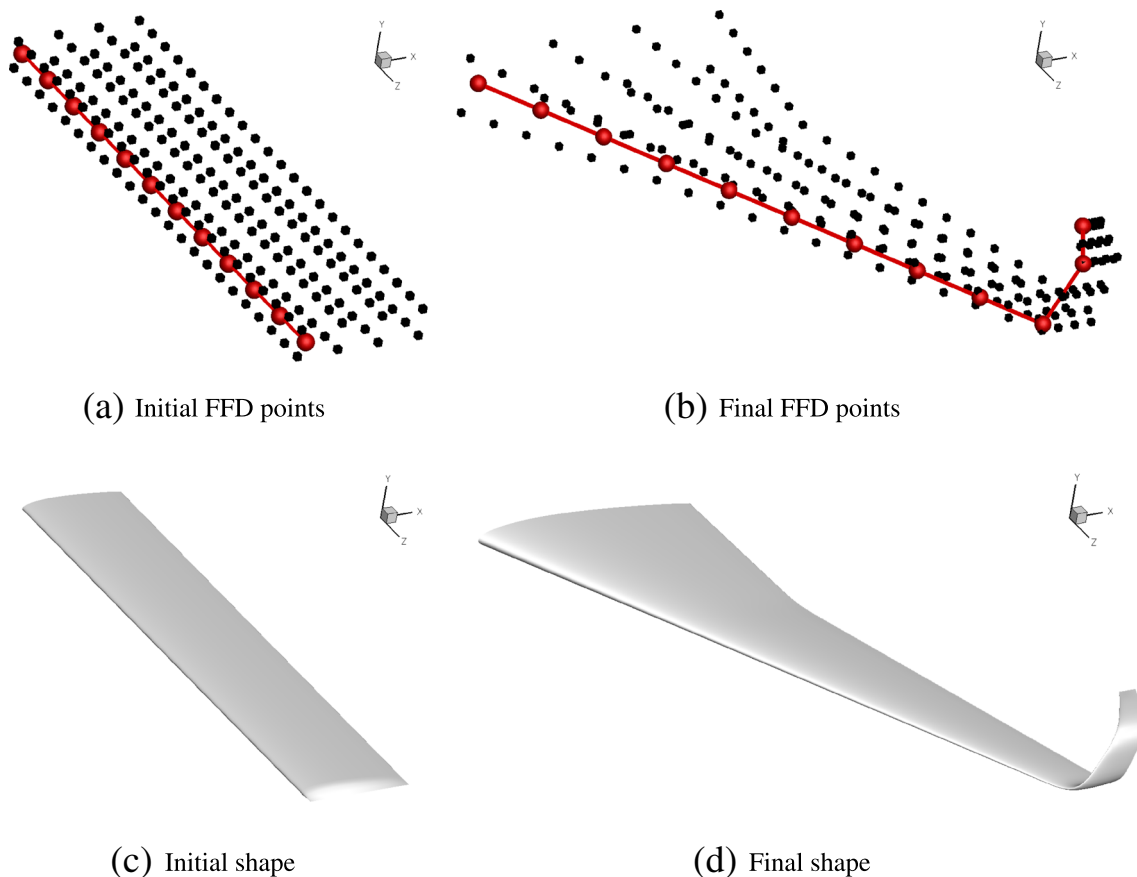 Y
X
Z
Y
X
Z
(a) Initial FFD points
(b) Final FFD points
Y
X
Z
Y
X
Z
(c) Initial shape
(d) Final shape